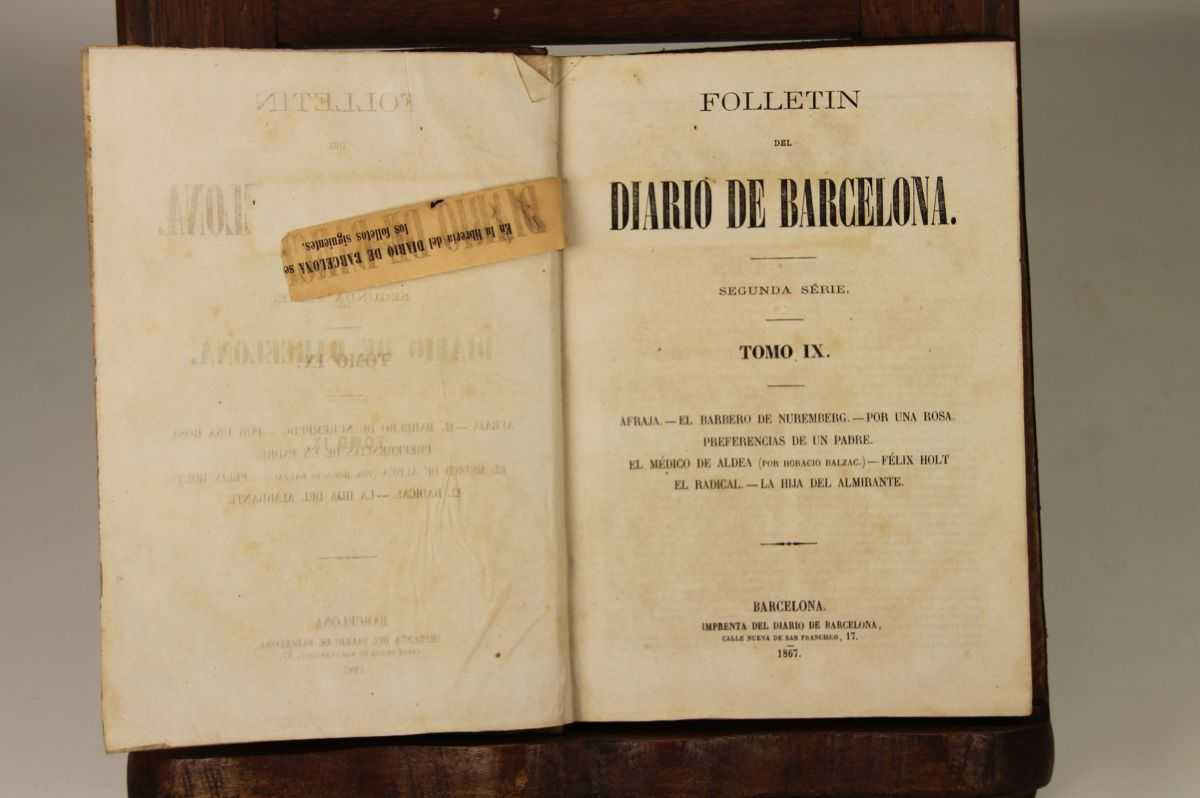 En la libreria del DIARIO DE BARCELONA se
los folletos siguientes.
FOLLETIN
DEL
DIARIO DE BARCELONA.
SEGUNDA SÉRIE.
TOMO IX.
AFRAJA.—EL BARBERO DE NUREMBERG.—POR UNA ROSA.
PREFERENCIAS DE UN PADRE.
EL MÉDICO DE ALDEA (POR HORACIO BALZAC.)—FÉLIX HOLT
EL RADICAL.—LA HIJA DEL ALMIRANTE.
BARCELONA.
IMPRENTA DEL DIARIO DE BARCELONA,
CALLE NUEVA DE SAN FRANCISCO, 17.
1867.